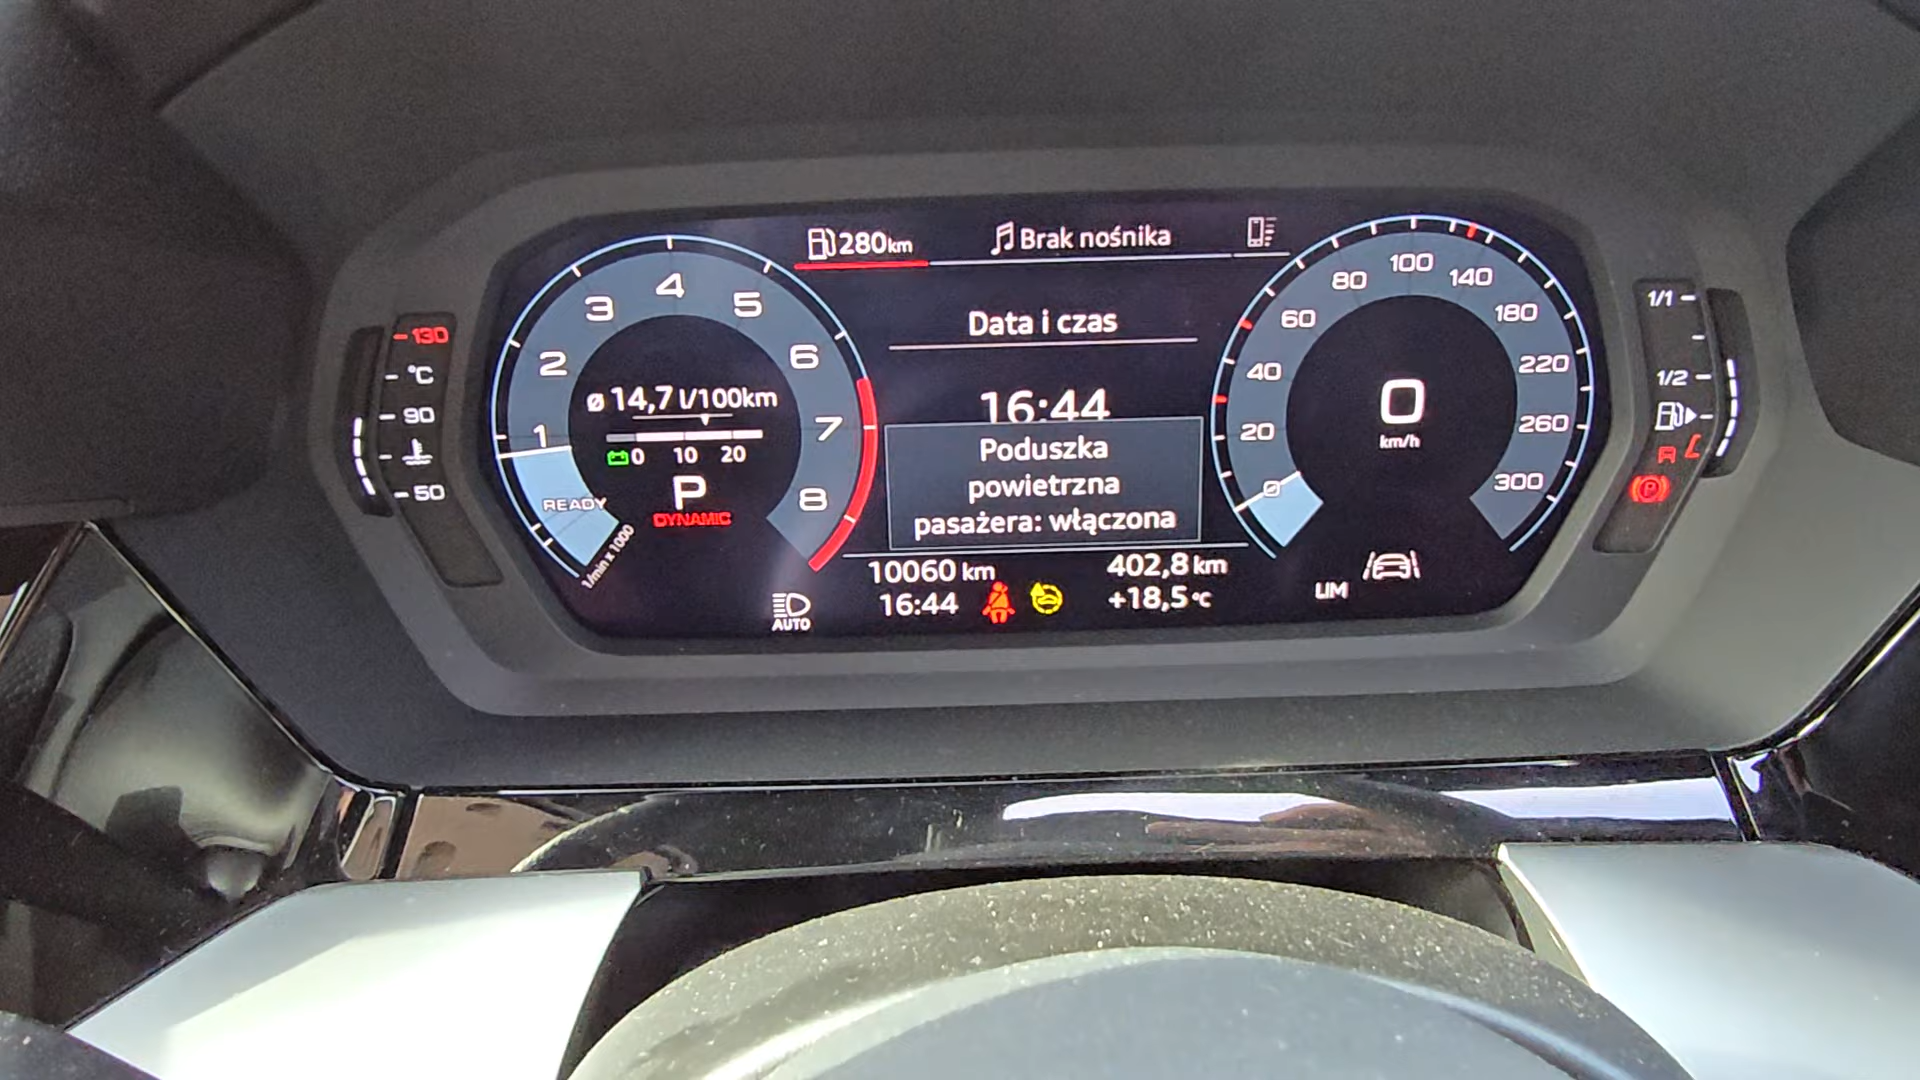 280 km
Brak nośnika
Data i czas
16:44
Poduszka
powietrzna
pasażera: włączona
10060 km
402,8 km
16:44
+18,5 °C
AUTO
130
°C
90
50
1
2
3
4
5
6
7
8
READY
1/min x 1000
ø 14,7 l/100km
0 10 20
P
DYNAMIC
0
20
40
60
80
100
140
180
220
260
300
0
km/h
LIM
1/1
1/2
R
P